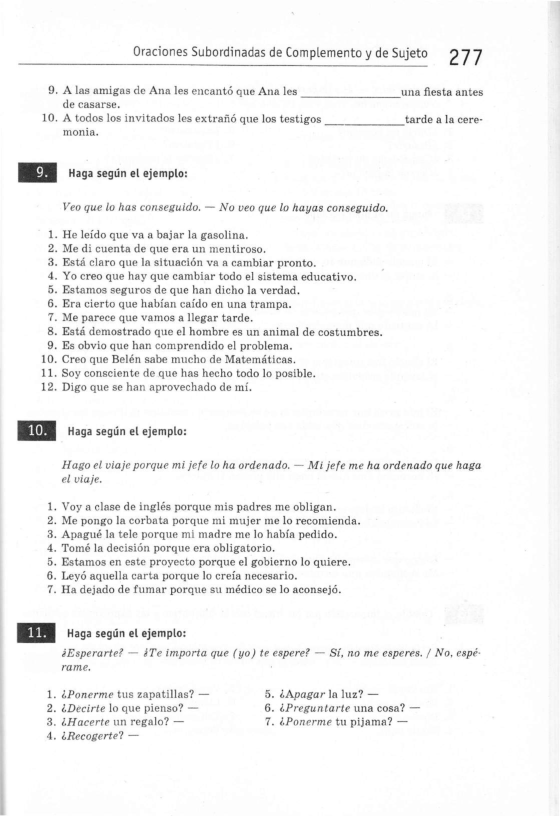 Oraciones Subordinadas de Complemento y de Sujeto 277
9. A las amigas de Ana les encantó que Ana les _______________una fiesta antes
de casarse.
10. A todos los invitados les extrañó que los testigos ____________tarde a la cere-
monia.
9. Haga según el ejemplo:
Veo que lo has conseguido. — No veo que lo hayas conseguido.
1. He leído que va a bajar la gasolina.
2. Me di cuenta de que era un mentiroso.
3. Está claro que la situación va a cambiar pronto.
4. Yo creo que hay que cambiar todo el sistema educativo.
5. Estamos seguros de que han dicho la verdad.
6. Era cierto que habían caído en una trampa.
7. Me parece que vamos a llegar tarde.
8. Está demostrado que el hombre es un animal de costumbres.
9. Es obvio que han comprendido el problema.
10. Creo que Belén sabe mucho de Matemáticas.
11. Soy consciente de que has hecho todo lo posible.
12. Digo que se han aprovechado de mí.
10. Haga según el ejemplo:
Hago el viaje porque mi jefe lo ha ordenado. — Mi jefe me ha ordenado que haga
el viaje.
1. Voy a clase de inglés porque mis padres me obligan.
2. Me pongo la corbata porque mi mujer me lo recomienda.
3. Apagué la tele porque mi madre me lo había pedido.
4. Tomé la decisión porque era obligatorio.
5. Estamos en este proyecto porque el gobierno lo quiere.
6. Leyó aquella carta porque lo creía necesario.
7. Ha dejado de fumar porque su médico se lo aconsejó.
11. Haga según el ejemplo:
¿Esperarte? — ¿Te importa que (yo) te espere? — Sí, no me esperes. / No, espé-
rame.
1. ¿Ponerme tus zapatillas? —
2. ¿Decirte lo que pienso? —
3. ¿Hacerte un regalo? —
4. ¿Recogerte? —
5. ¿Apagar la luz? —
6. ¿Preguntarte una cosa? —
7. ¿Ponerme tu pijama? —